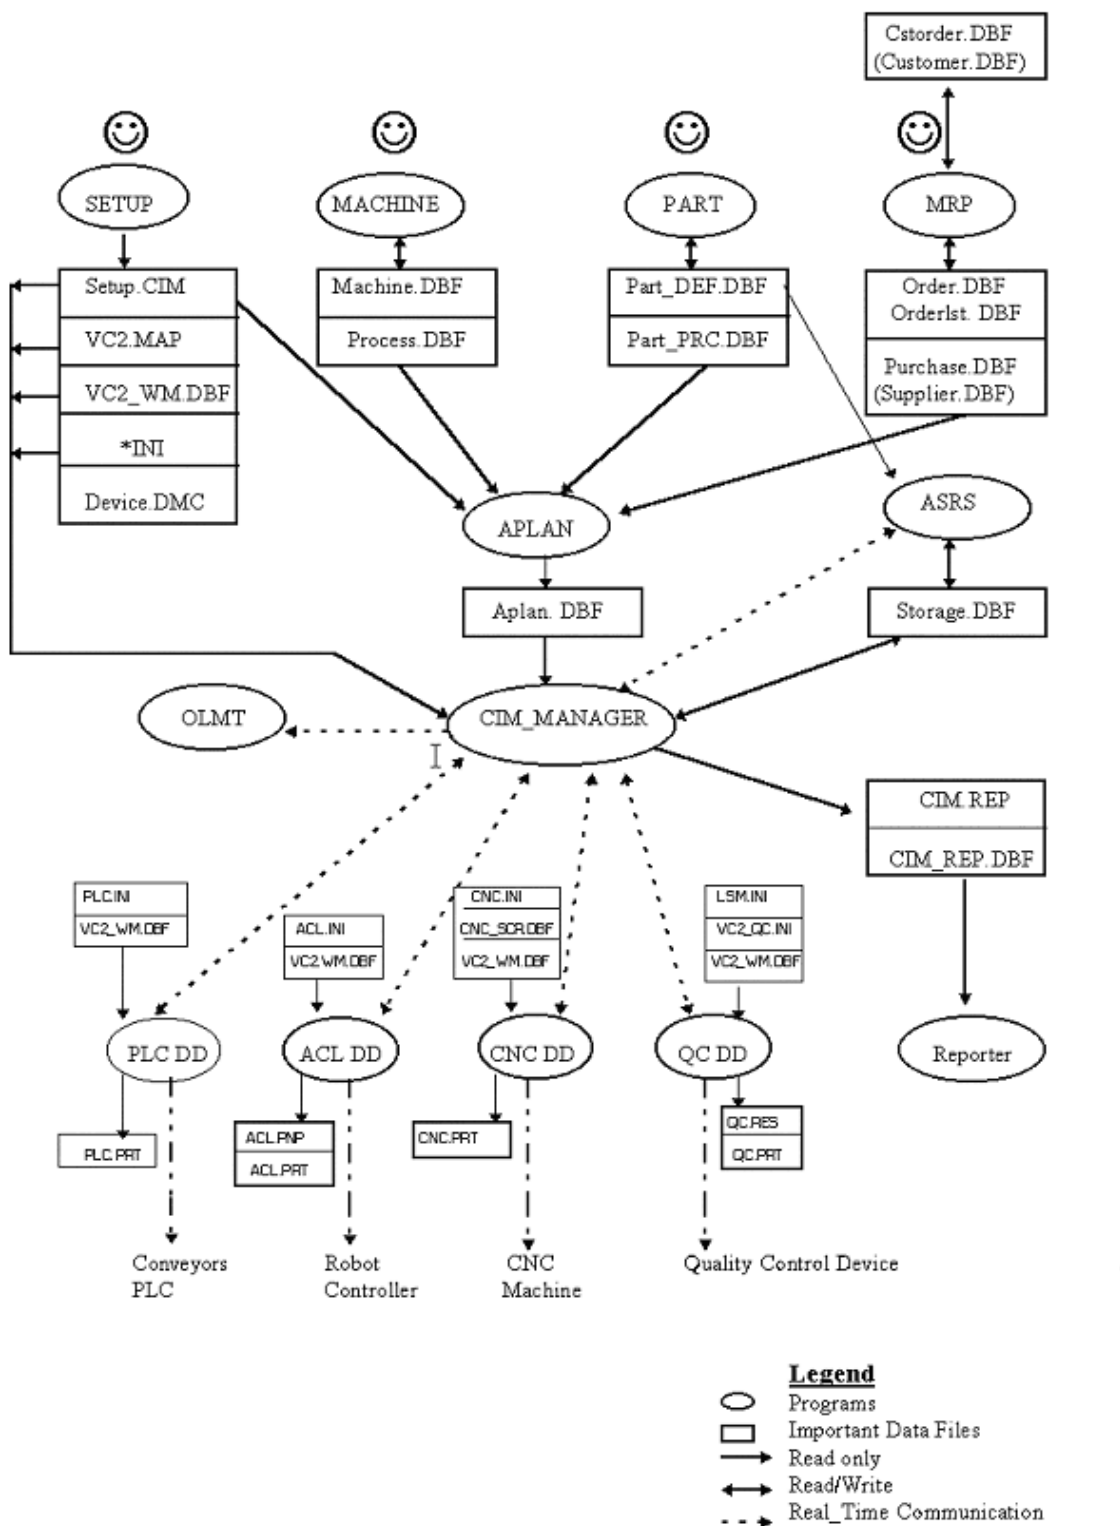 Cstorder.DBF
(Customer.DBF)
SETUP
MACHINE
PART
MRP
Setup.CIM
VC2.MAP
VC2_WM.DBF
*INI
Device.DMC
Machine.DBF
Process.DBF
Part_DEF.DBF
Part_PRC.DBF
Order.DBF
Orderlst. DBF
Purchase.DBF
(Supplier.DBF)
APLAN
ASRS
Aplan. DBF
Storage.DBF
OLMT
CIM_MANAGER
CIM.REP
CIM_REP.DBF
PLC.INI
VC2_WM.DBF
ACL.INI
VC2.WM.DBF
CNC.INI
CNC_SCR.DBF
VC2_WM.DBF
LSM.INI
VC2_QC.INI
VC2_WM.DBF
PLC DD
ACL DD
CNC DD
QC DD
Reporter
PLC.PRT
ACL.PNP
ACL.PRT
CNC.PRT
QC.RES
QC.PRT
Conveyors
PLC
Robot
Controller
CNC
Machine
Quality Control Device
Legend
Programs
Important Data Files
Read only
Read/Write
Real_Time Communication